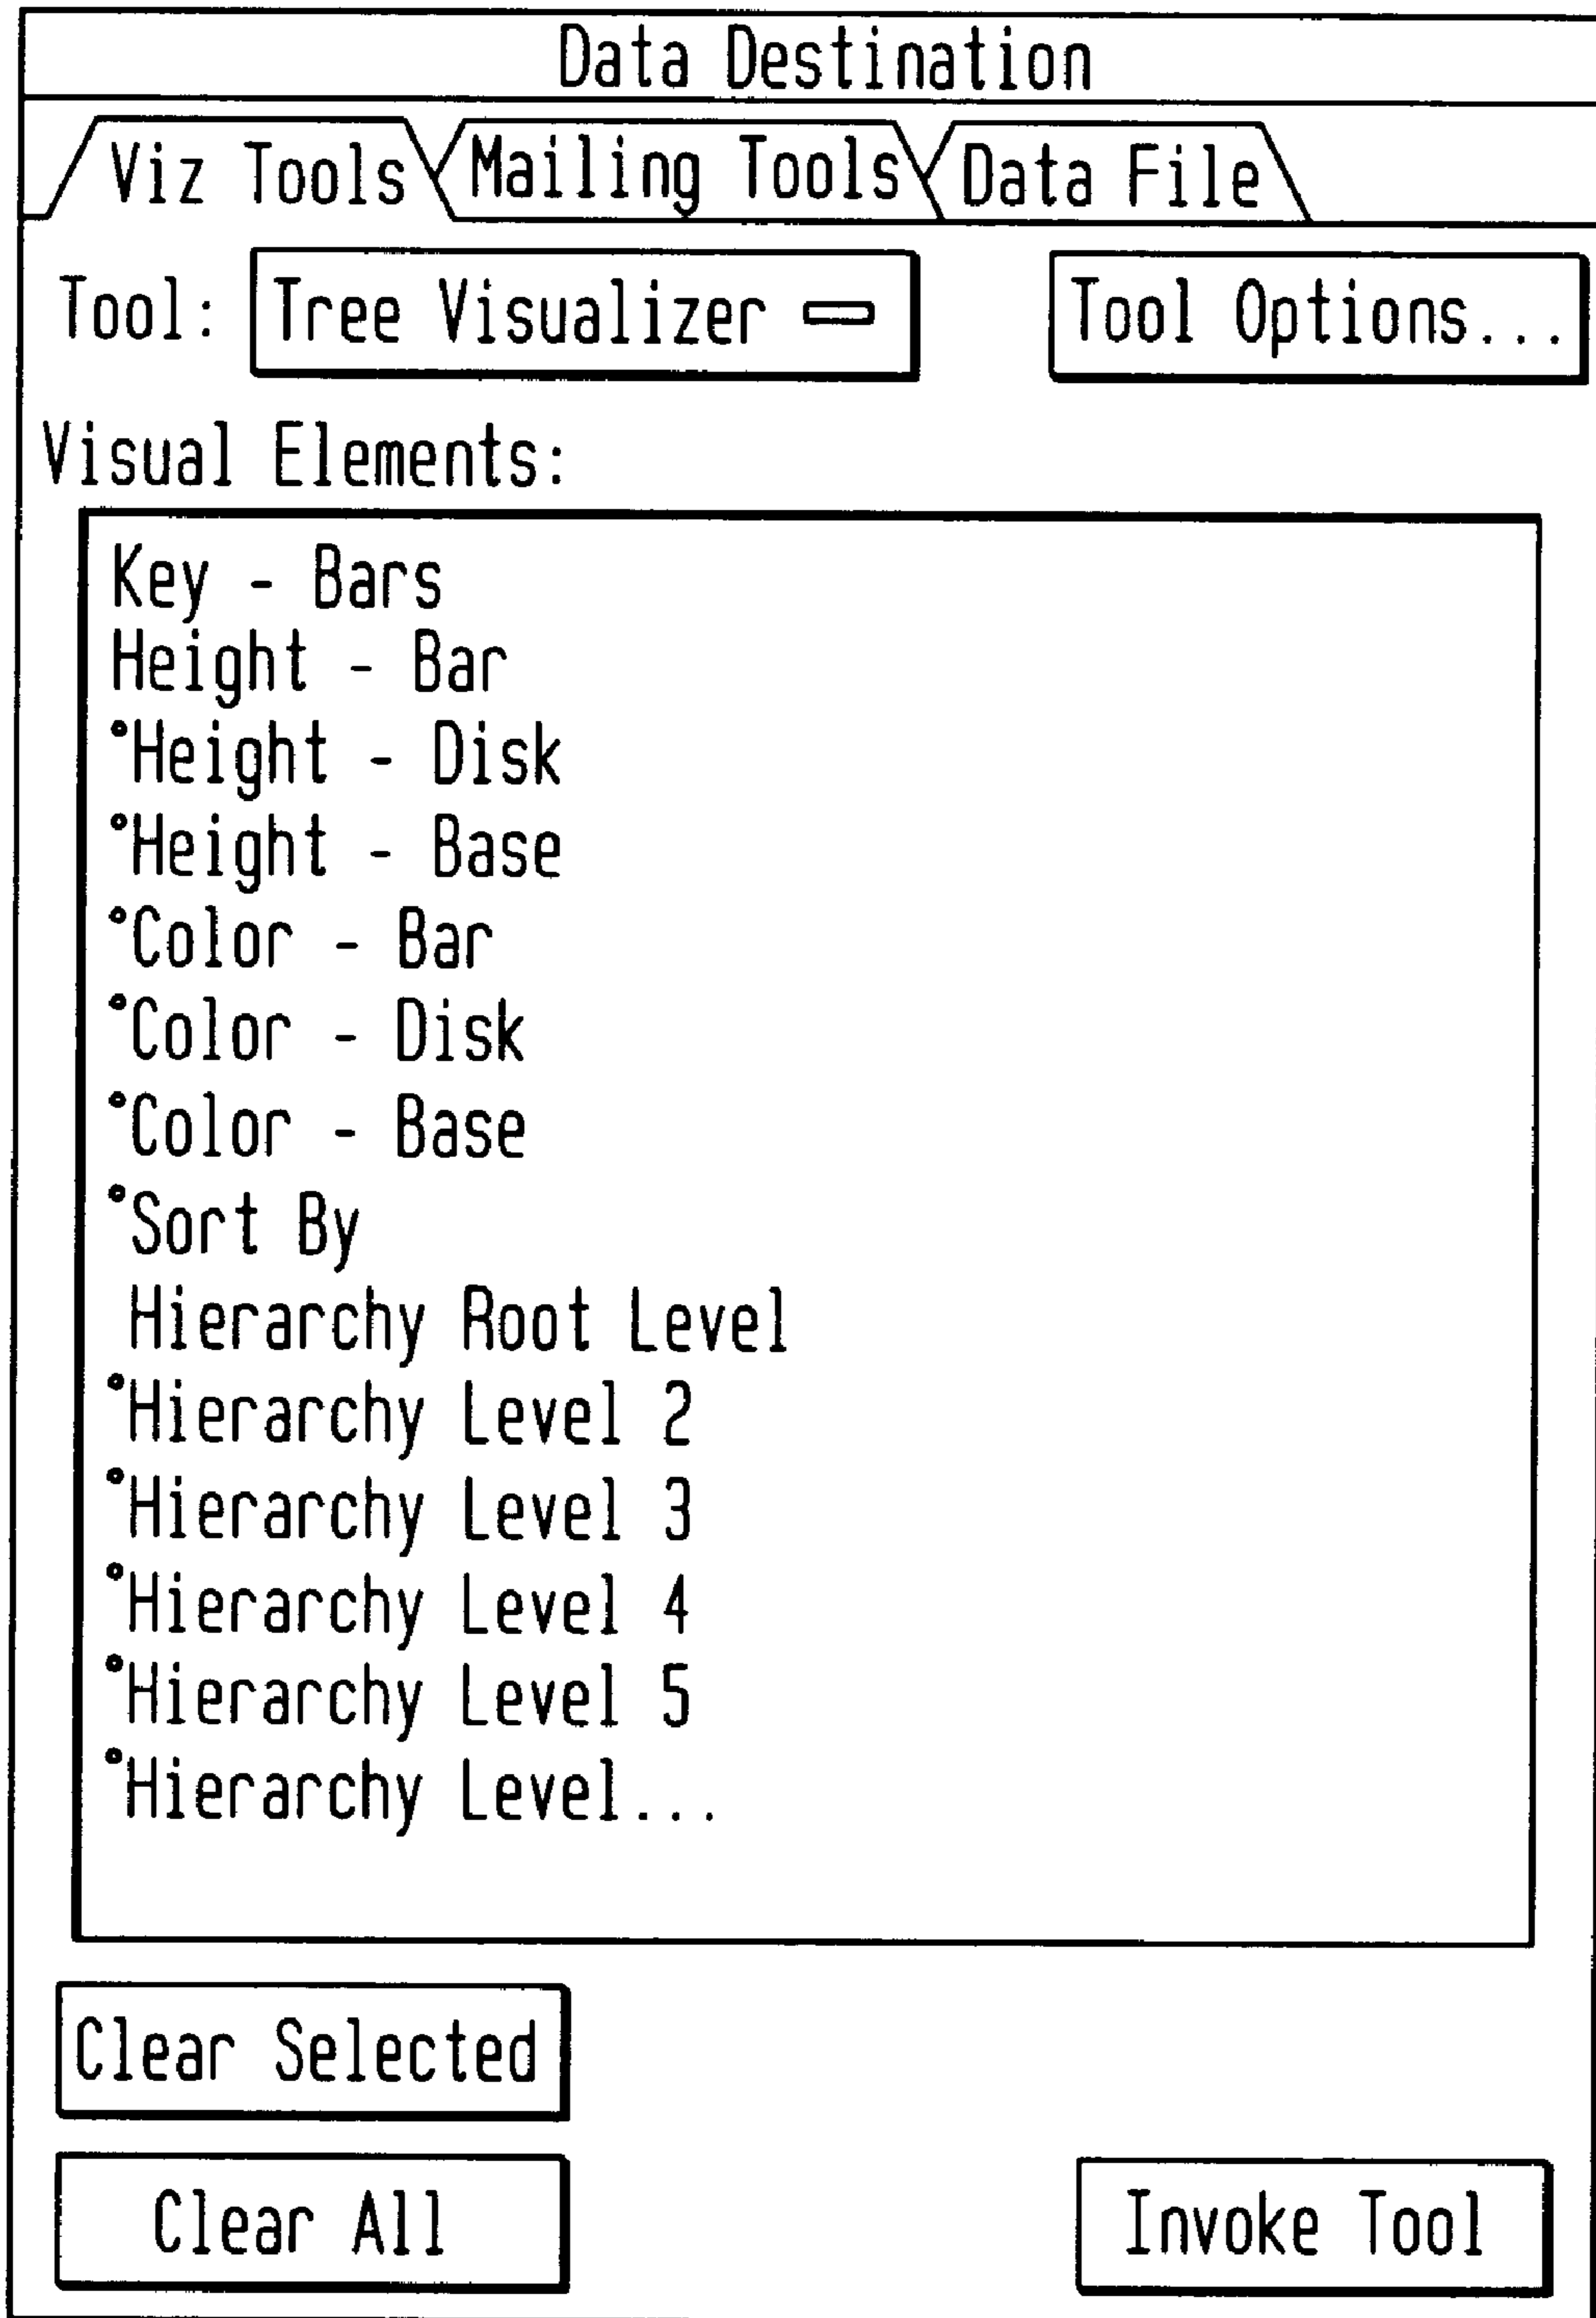 Data Destination
Viz Tools Mailing Tools Data File
Tool: Tree Visualizer Tool Options...
Visual Elements:
Key - Bars
Height - Bar
°Height - Disk
°Height - Base
°Color - Bar
°Color - Disk
°Color - Base
°Sort By
Hierarchy Root Level
°Hierarchy Level 2
°Hierarchy Level 3
°Hierarchy Level 4
°Hierarchy Level 5
°Hierarchy Level...
Clear Selected
Clear All Invoke Tool